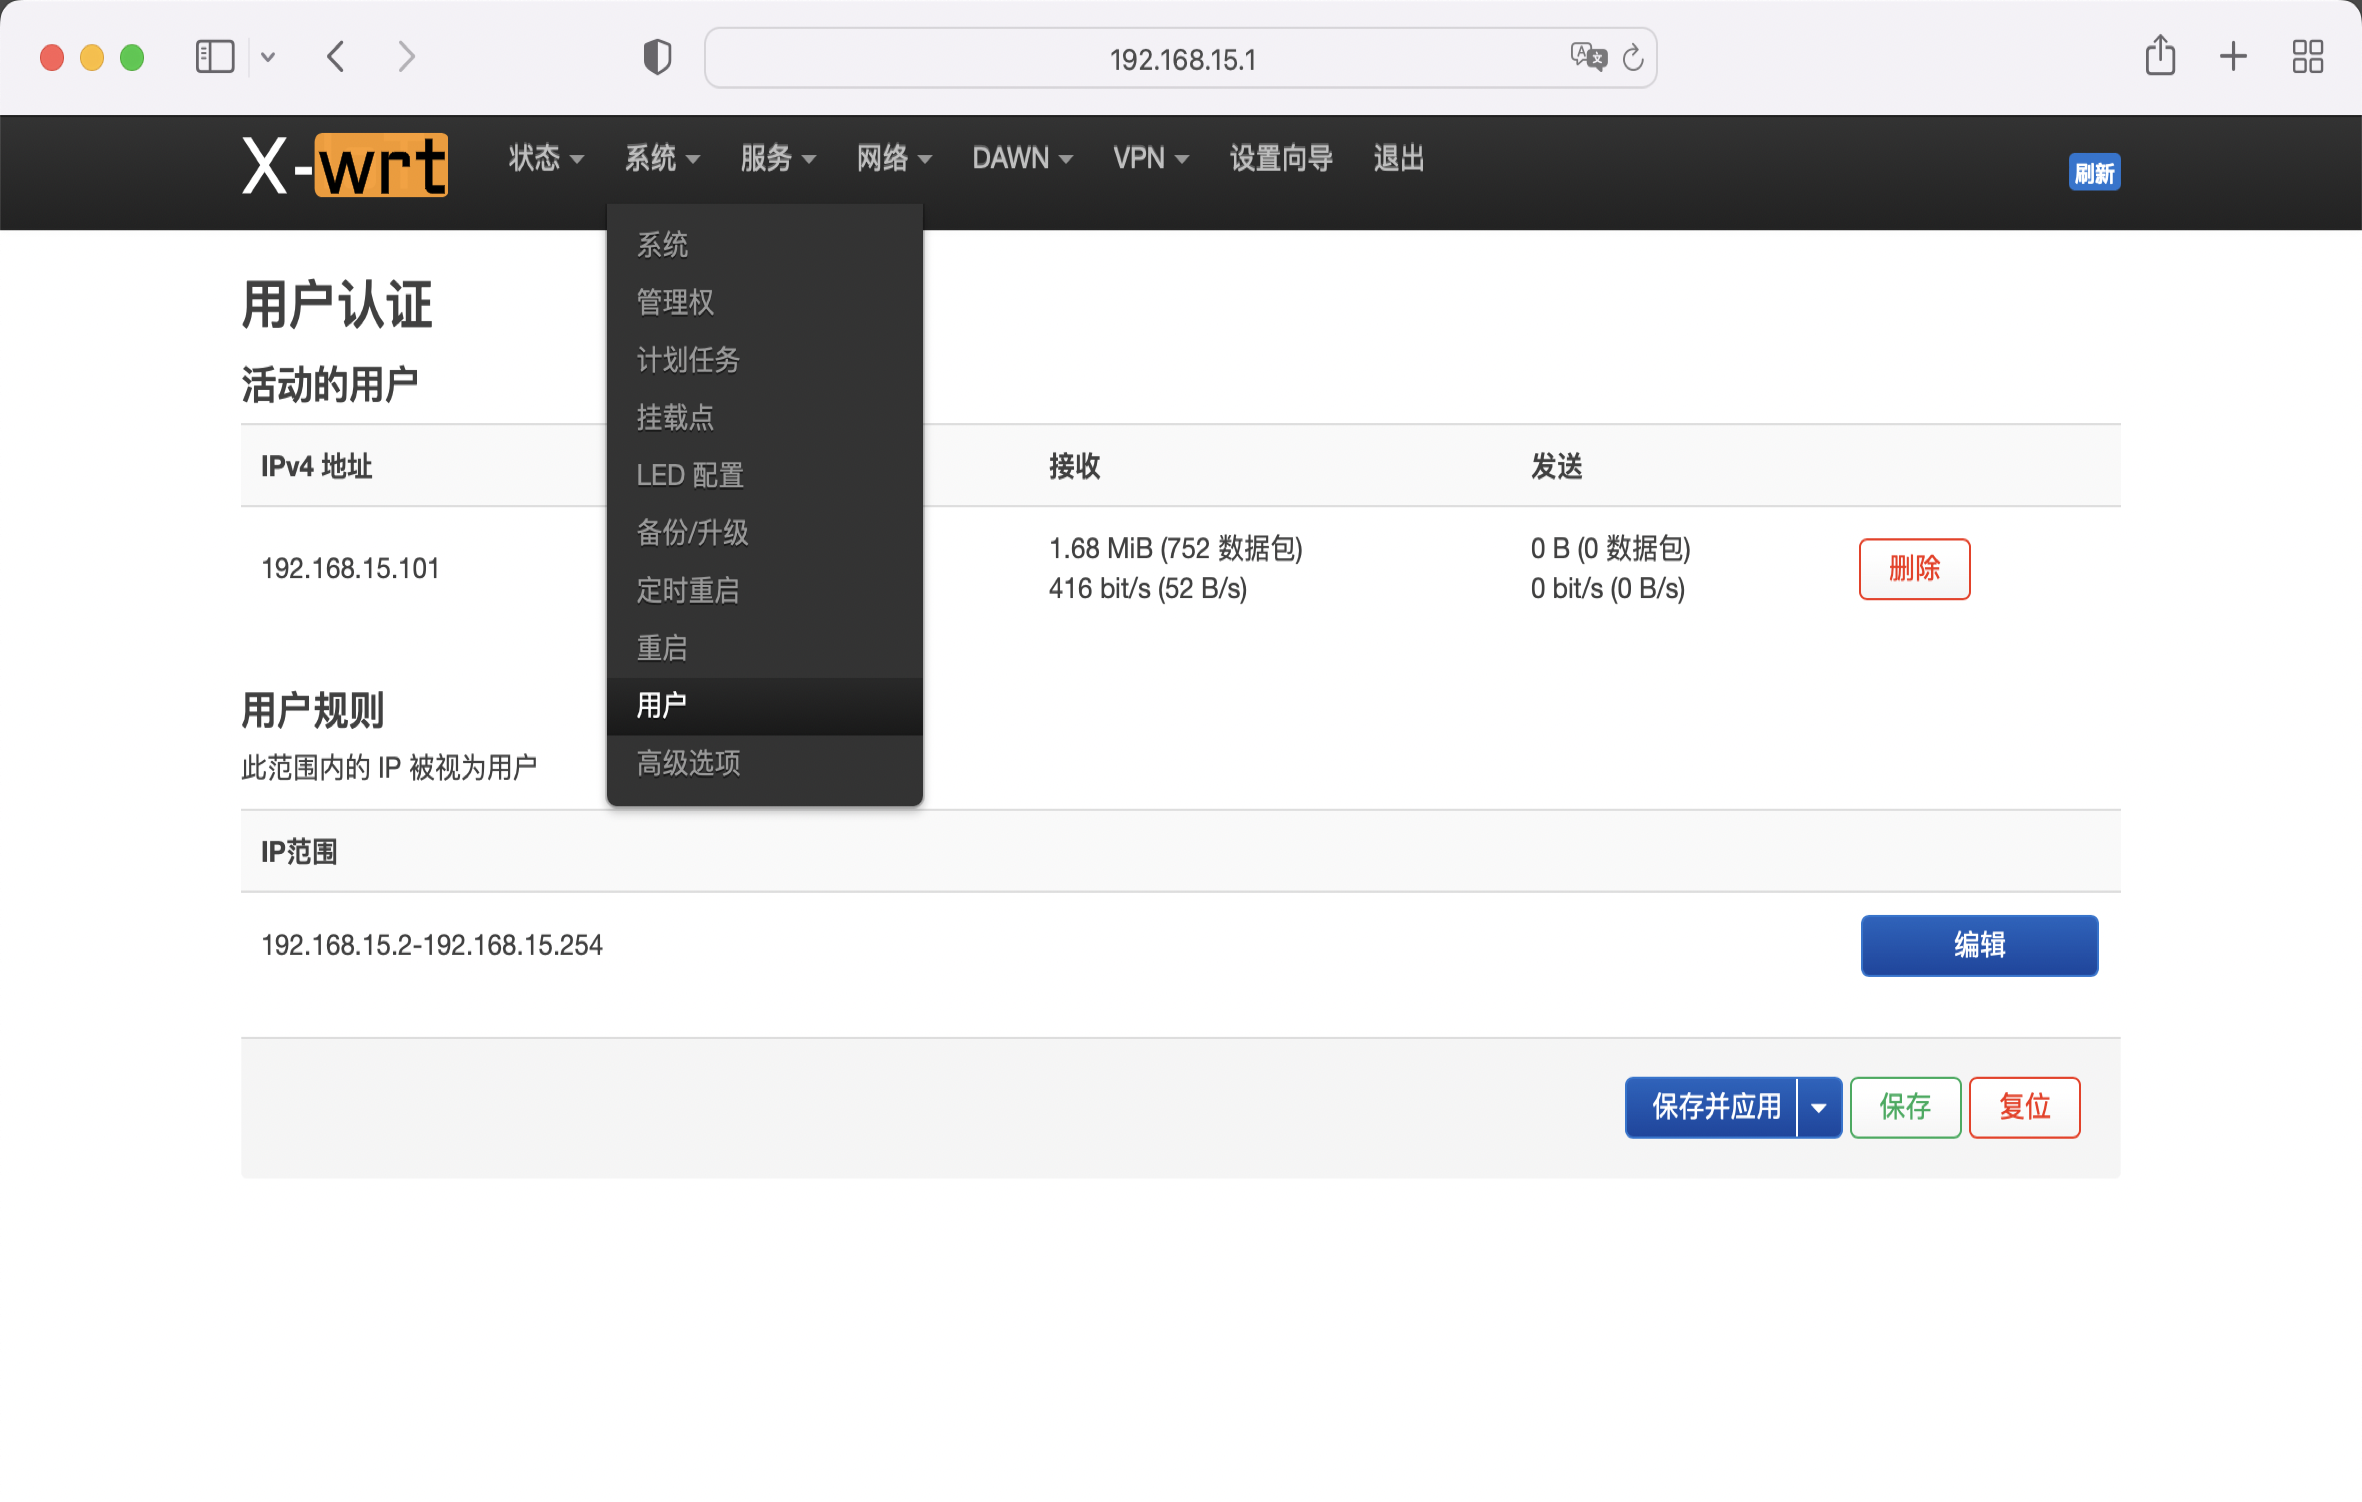 192.168.15.1
X-wrt
状态 系统 服务 网络 DAWN VPN 设置向导 退出 刷新
系统
管理权
计划任务
挂载点
LED 配置
备份/升级
定时重启
重启
用户
高级选项
用户认证
活动的用户
IPv4 地址 接收 发送
192.168.15.101 1.68 MiB (752 数据包) 0 B (0 数据包) 删除
416 bit/s (52 B/s) 0 bit/s (0 B/s)
用户规则
此范围内的 IP 被视为用户
IP范围
192.168.15.2-192.168.15.254 编辑
保存并应用 保存 复位